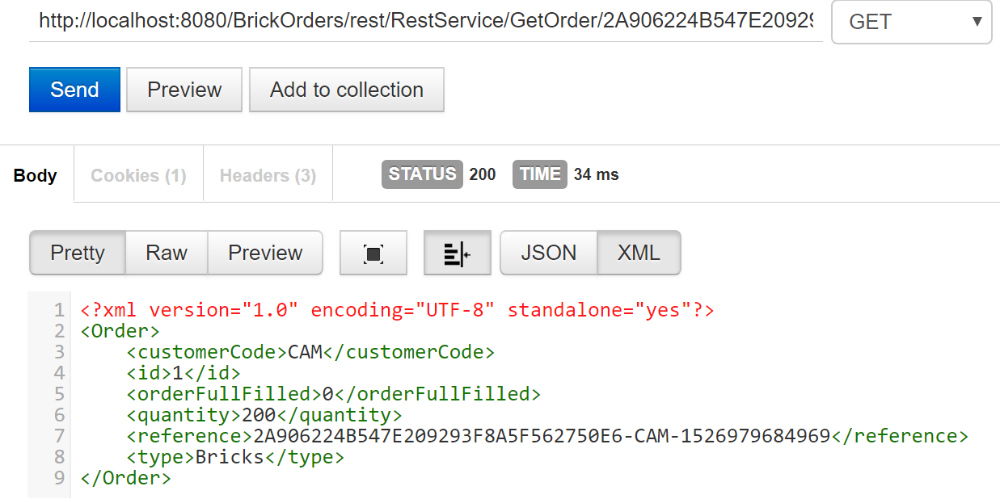 http://localhost:8080/BrickOrders/rest/RestService/GetOrder/2A906224B547E20929
GET
Send Preview Add to collection
Body Cookies (1) Headers (3) STATUS 200 TIME 34 ms
Pretty Raw Preview JSON XML
1 <?xml version="1.0" encoding="UTF-8" standalone="yes"?>
2 <Order>
3     <customerCode>CAM</customerCode>
4     <id>1</id>
5     <orderFullFilled>0</orderFullFilled>
6     <quantity>200</quantity>
7     <reference>2A906224B547E209293F8A5F562750E6-CAM-1526979684969</reference>
8     <type>Bricks</type>
9 </Order>